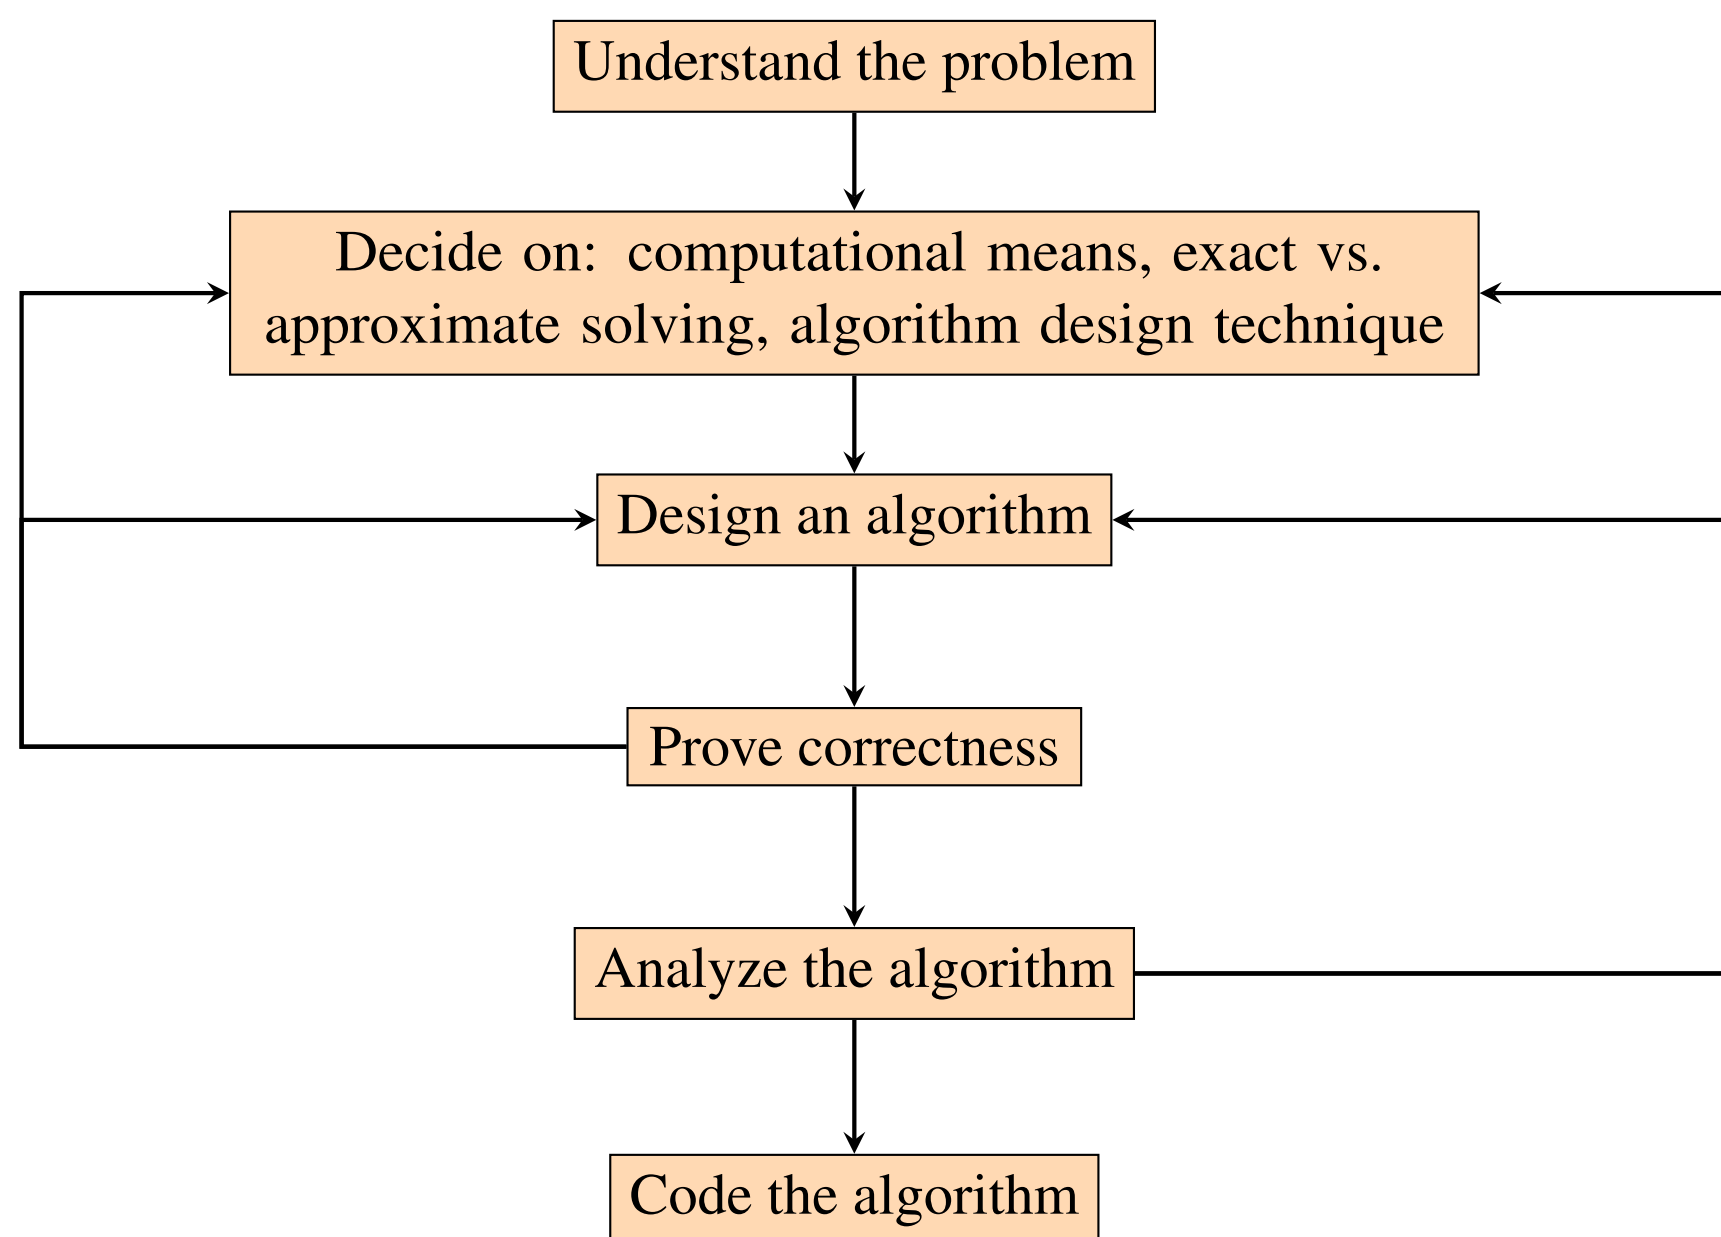 Understand the problem
Decide on: computational means, exact vs.
approximate solving, algorithm design technique
Design an algorithm
Prove correctness
Analyze the algorithm
Code the algorithm